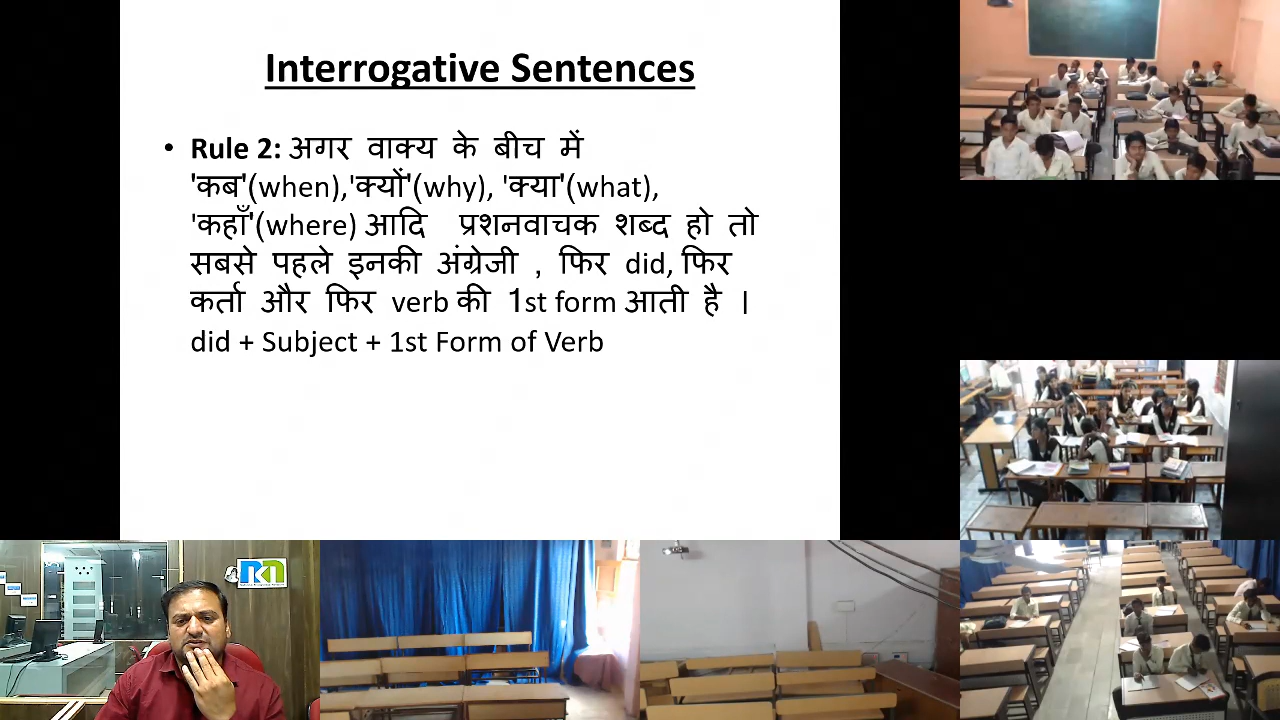 Interrogative Sentences
• Rule 2: अगर वाक्य के बीच में
'कब'(when),'क्यों'(why), 'क्या'(what),
'कहाँ'(where) आदि प्रशनवाचक शब्द हो तो
सबसे पहले इनकी अंग्रेजी , फिर did, फिर
कर्ता और फिर verb की 1st form आती है ।
did + Subject + 1st Form of Verb